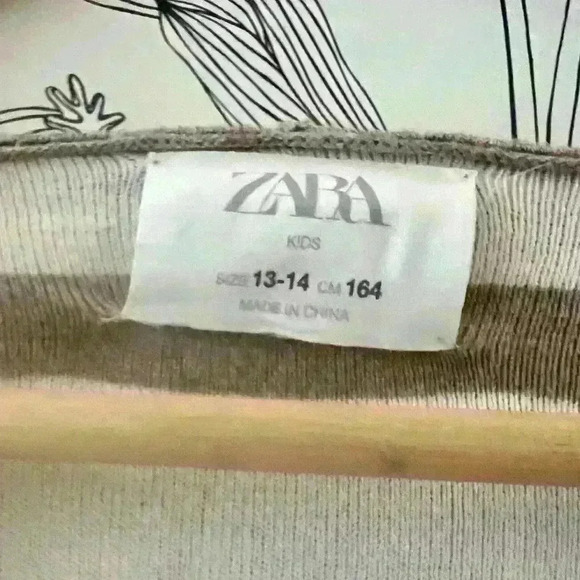 ZARA
KIDS
SIZE 13-14 CM 164
MADE IN CHINA